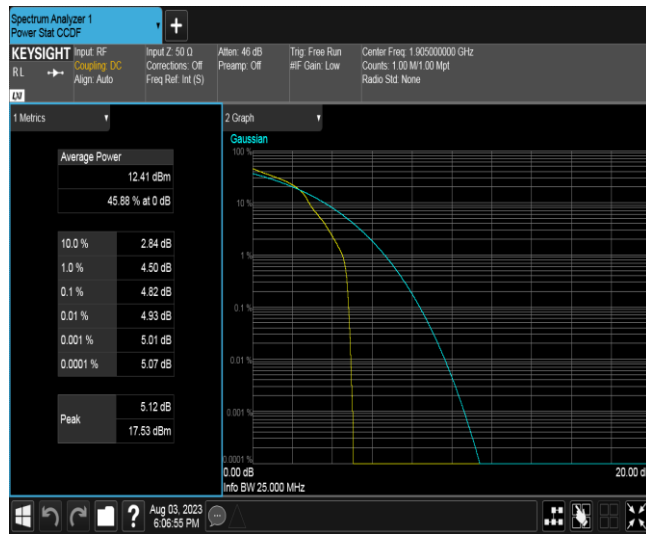 Spectrum Analyzer 1
Power Stat CCDF
+
KEYSIGHT
RL
LXI
Input: RF
Coupling: DC
Align: Auto
Input Z: 50 Ω
Corrections: Off
Freq Ref: Int (S)
Atten: 46 dB
Preamp: Off
Trig: Free Run
#IF Gain: Low
Center Freq: 1.905000000 GHz
Counts: 1.00 M/1.00 Mpt
Radio Std: None
1 Metrics
Average Power
12.41 dBm
45.88 % at 0 dB
10.0 % 2.84 dB
1.0 % 4.50 dB
0.1 % 4.82 dB
0.01 % 4.93 dB
0.001 % 5.01 dB
0.0001 % 5.07 dB
Peak
5.12 dB
17.53 dBm
2 Graph
Gaussian
100 %
10 %
1 %
0.1 %
0.01 %
0.001 %
0.0001 %
0.00 dB
20.00 d
Info BW 25.000 MHz
?
Aug 03, 2023
6:06:55 PM